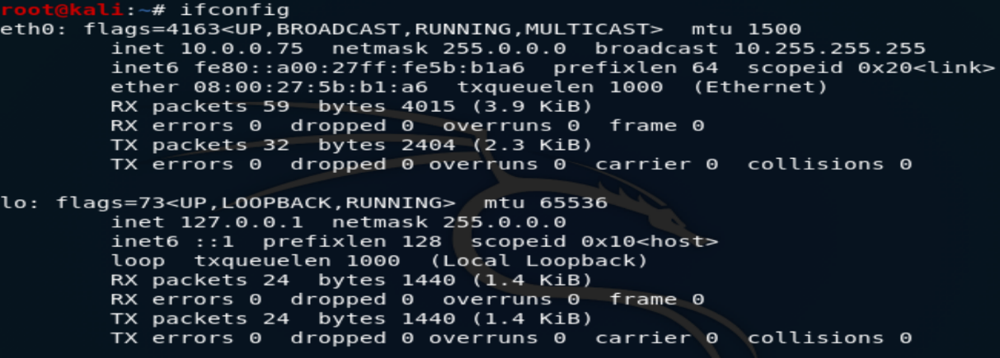 root@kali:~# ifconfig
eth0: flags=4163<UP,BROADCAST,RUNNING,MULTICAST>  mtu 1500
        inet 10.0.0.75  netmask 255.0.0.0  broadcast 10.255.255.255
        inet6 fe80::a00:27ff:fe5b:b1a6  prefixlen 64  scopeid 0x20<link>
        ether 08:00:27:5b:b1:a6  txqueuelen 1000  (Ethernet)
        RX packets 59  bytes 4015 (3.9 KiB)
        RX errors 0  dropped 0  overruns 0  frame 0
        TX packets 32  bytes 2404 (2.3 KiB)
        TX errors 0  dropped 0 overruns 0  carrier 0  collisions 0

lo: flags=73<UP,LOOPBACK,RUNNING>  mtu 65536
        inet 127.0.0.1  netmask 255.0.0.0
        inet6 ::1  prefixlen 128  scopeid 0x10<host>
        loop  txqueuelen 1000  (Local Loopback)
        RX packets 24  bytes 1440 (1.4 KiB)
        RX errors 0  dropped 0  overruns 0  frame 0
        TX packets 24  bytes 1440 (1.4 KiB)
        TX errors 0  dropped 0 overruns 0  carrier 0  collisions 0